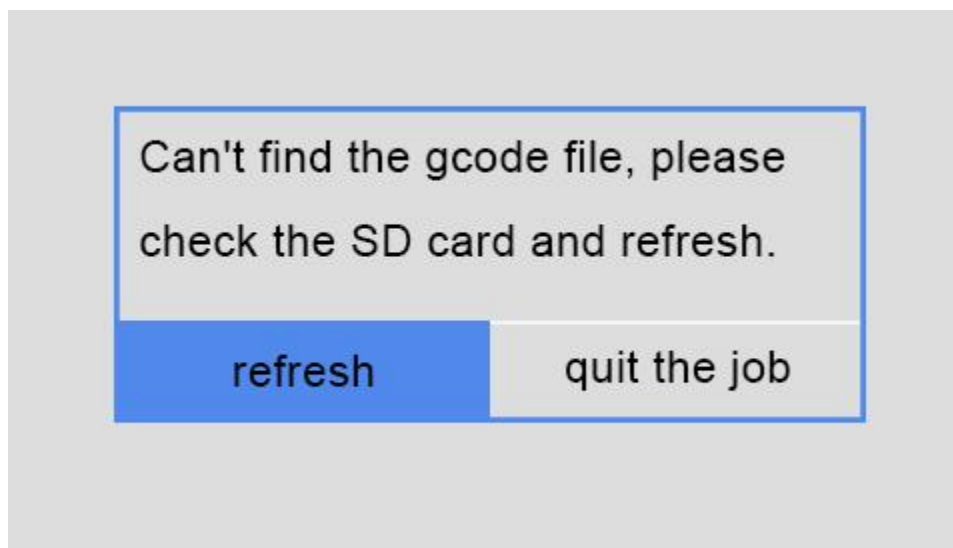 Can't find the gcode file, please
check the SD card and refresh.
refresh
quit the job